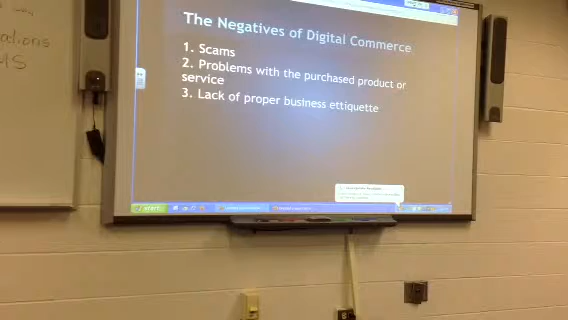 The Negatives of Digital Commerce
1. Scams
2. Problems with the purchased product or
service
3. Lack of proper business ettiquette
start